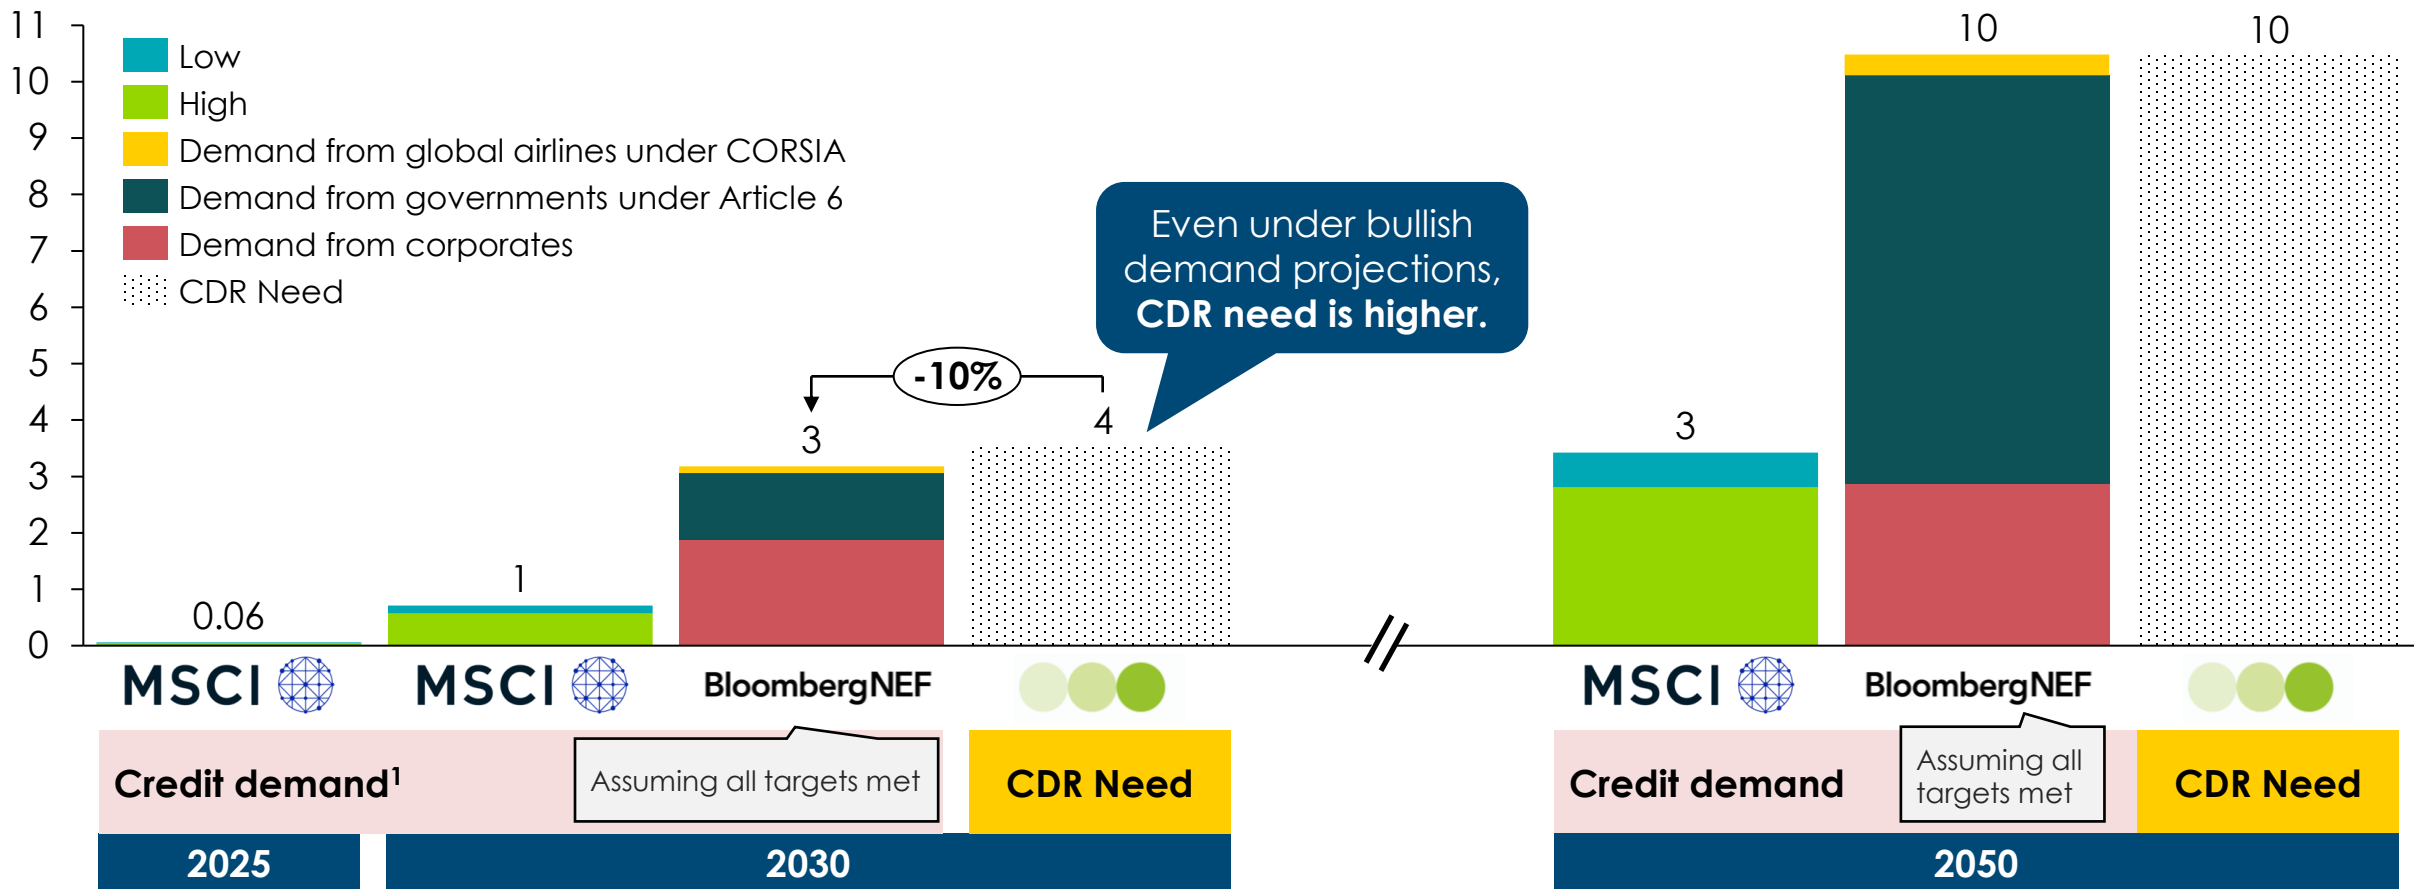 11
10
9
8
7
6
5
4
3
2
1
0
Low
High
Demand from global airlines under CORSIA
Demand from governments under Article 6
Demand from corporates
CDR Need
0.06
1
3
-10%
4
Even under bullish
demand projections,
CDR need is higher.
3
10
10
MSCI
MSCI
BloombergNEF
MSCI
BloombergNEF
Credit demand¹
Assuming all targets met
CDR Need
Credit demand
Assuming all
targets met
CDR Need
2025
2030
2050